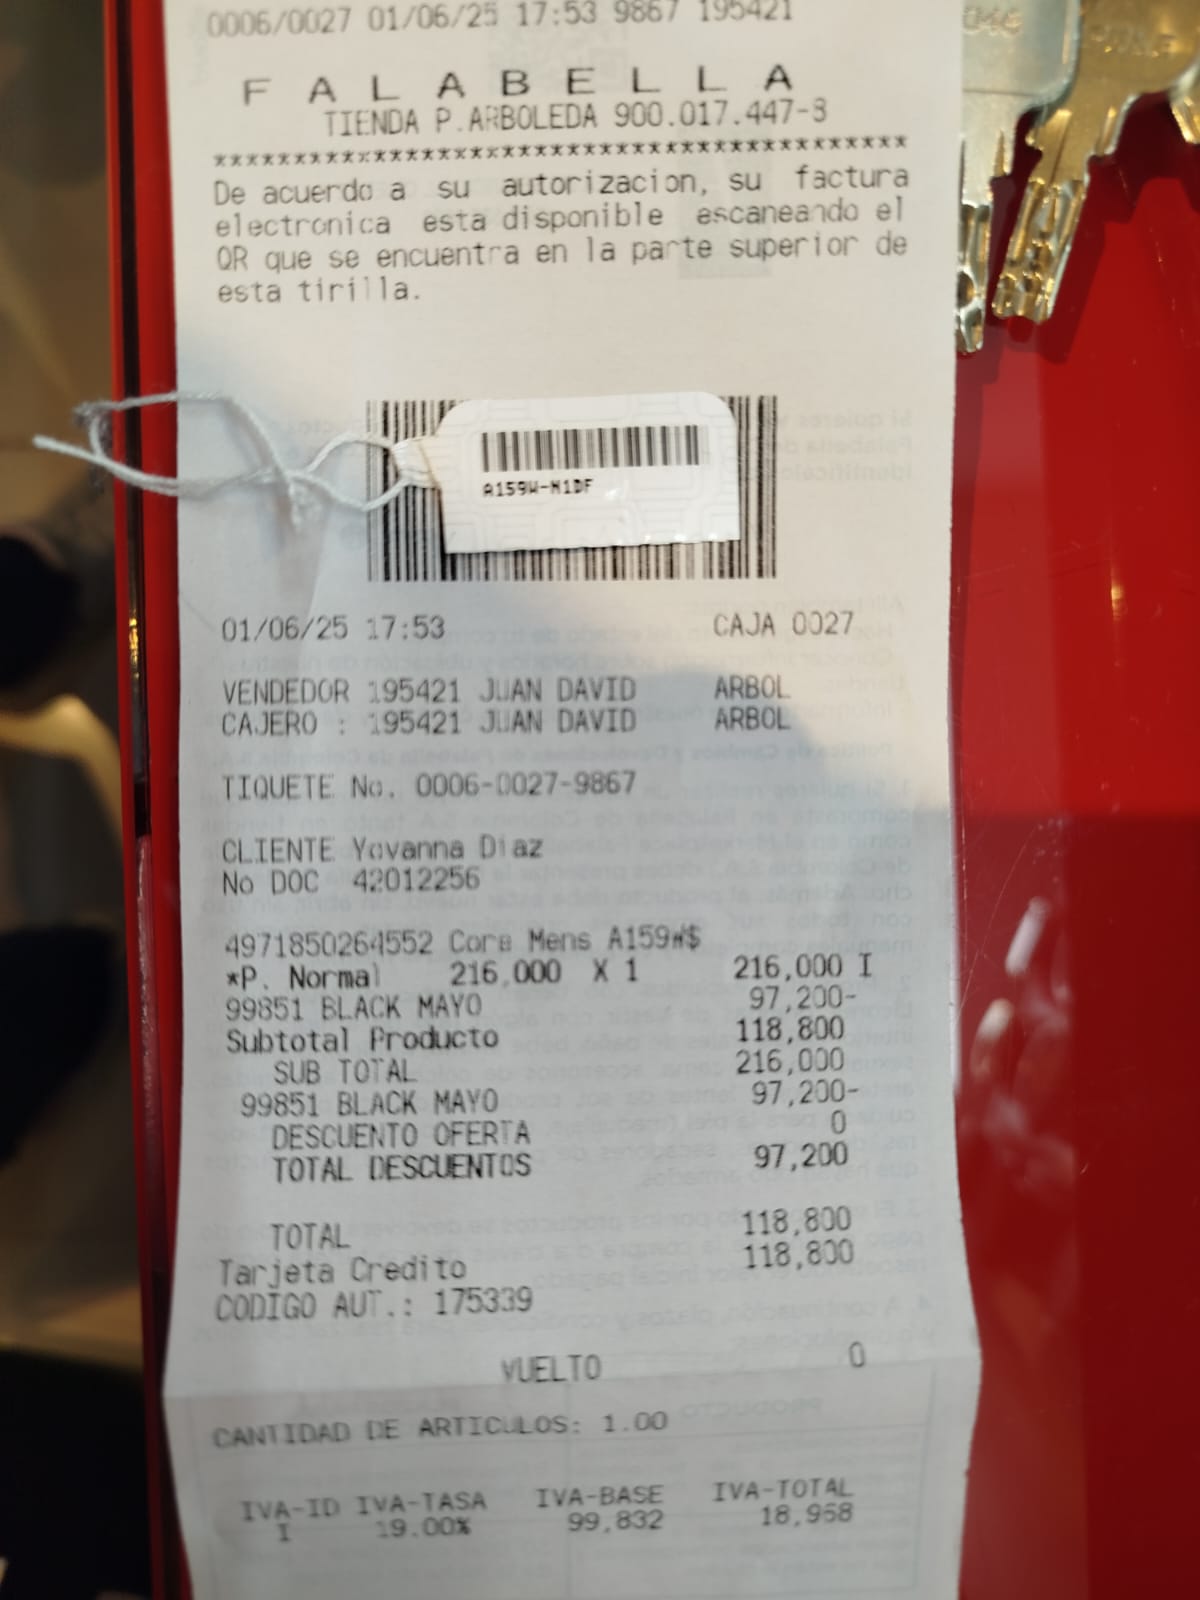 0006/0027 01/06/25 17:53 9867 195421
F A L A B E L L A
TIENDA P.ARBOLEDA 900.017.447-8
********************************************
De acuerdo a su autorizacion, su factura
electronica esta disponible escaneando el
QR que se encuentra en la parte superior de
esta tirilla.
A159W-N1DF
01/06/25 17:53 CAJA 0027
VENDEDOR 195421 JUAN DAVID ARBOL
CAJERO : 195421 JUAN DAVID ARBOL
TIQUETE No. 0006-0027-9867
CLIENTE Yovanna Diaz
No DOC 42012256
4971850264552 Core Mens A159W$
*P. Normal 216,000 X 1 216,000 I
99851 BLACK MAYO 97,200-
Subtotal Producto 118,800
SUB TOTAL 216,000
99851 BLACK MAYO 97,200-
DESCUENTO OFERTA 0
TOTAL DESCUENTOS 97,200
TOTAL 118,800
Tarjeta Credito 118,800
CODIGO AUT.: 175339
VUELTO 0
CANTIDAD DE ARTICULOS: 1.00
IVA-ID IVA-TASA IVA-BASE IVA-TOTAL
I 19.00% 99,832 18,968